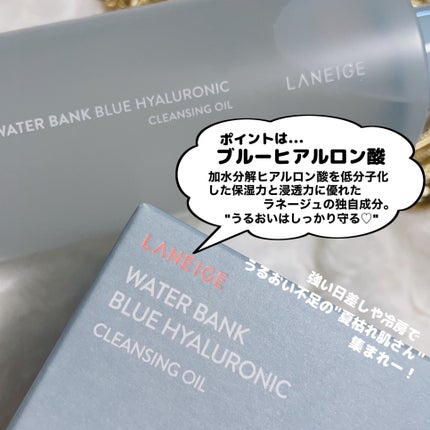 WATER BANK BLUE HYALURONIC
CLEANSING OIL
LANEIGE
ポイントは...
ブルーヒアルロン酸
加水分解ヒアルロン酸を低分子化
した保湿力と浸透力に優れた
ラネージュの独自成分。
"うるおいはしっかり守る♡"
LANEIGE
WATER BANK
BLUE HYALURONIC
CLEANSING OIL
強い日差しや冷房で
うるおい不足の"夏枯れ肌さん"
集まれー！